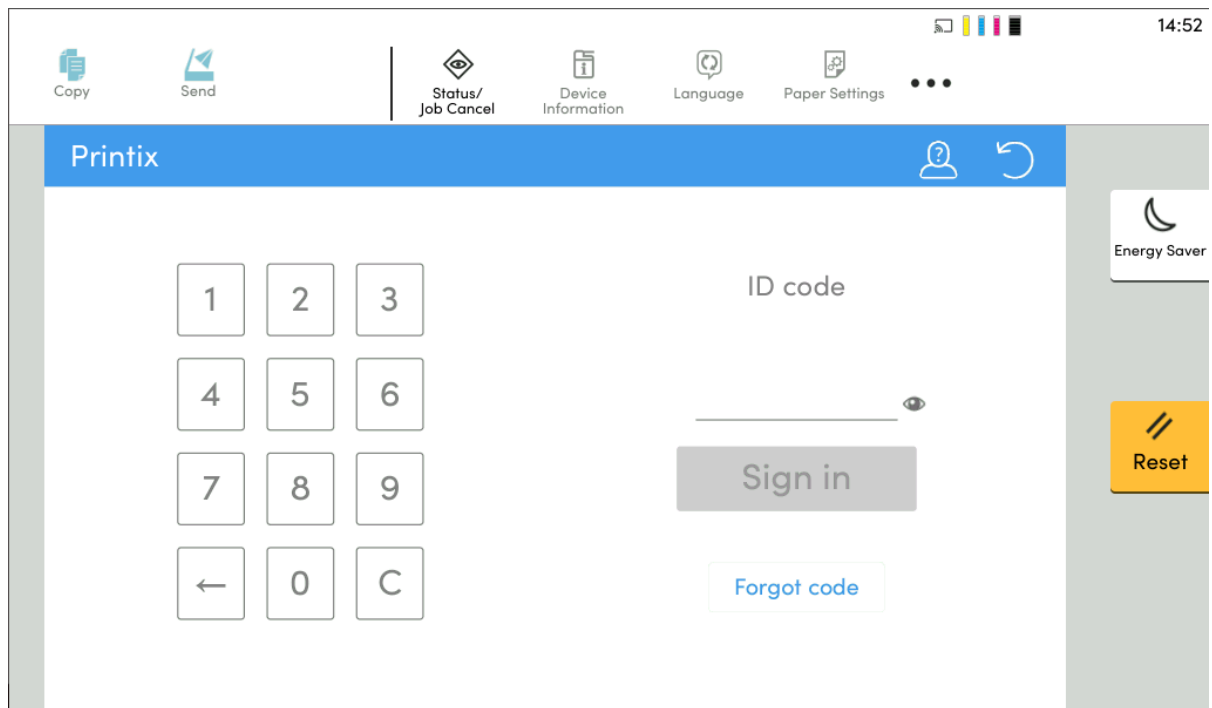 14:52
Copy
Send
Status/
Job Cancel
Device
Information
Language
Paper Settings
•••
Printix
?
Energy Saver
1 2 3
ID code
4 5 6
Reset
Sign in
7 8 9
← 0 C
Forgot code